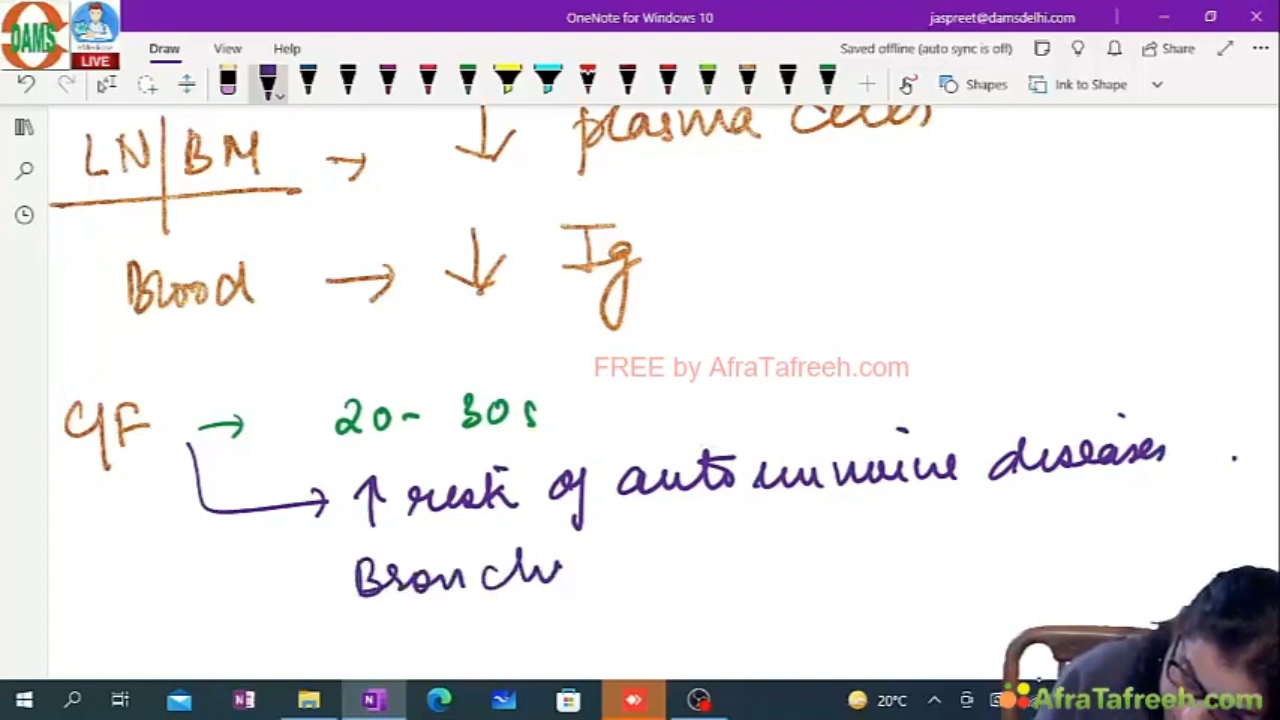 OneNote for Windows 10
jaspreet@damsdelhi.com
DAMS
eMedicoz
LIVE
Draw View Help
Saved offline (auto sync is off)
Share
Shapes
Ink to Shape
LN BM → ↓ plasma cells
Blood → ↓ Ig
FREE by AfraTafreeh.com
C/F → 20- 30s
↑ risk of autoimmune diseases .
Bronchi
20°C
AfraTafreeh.com